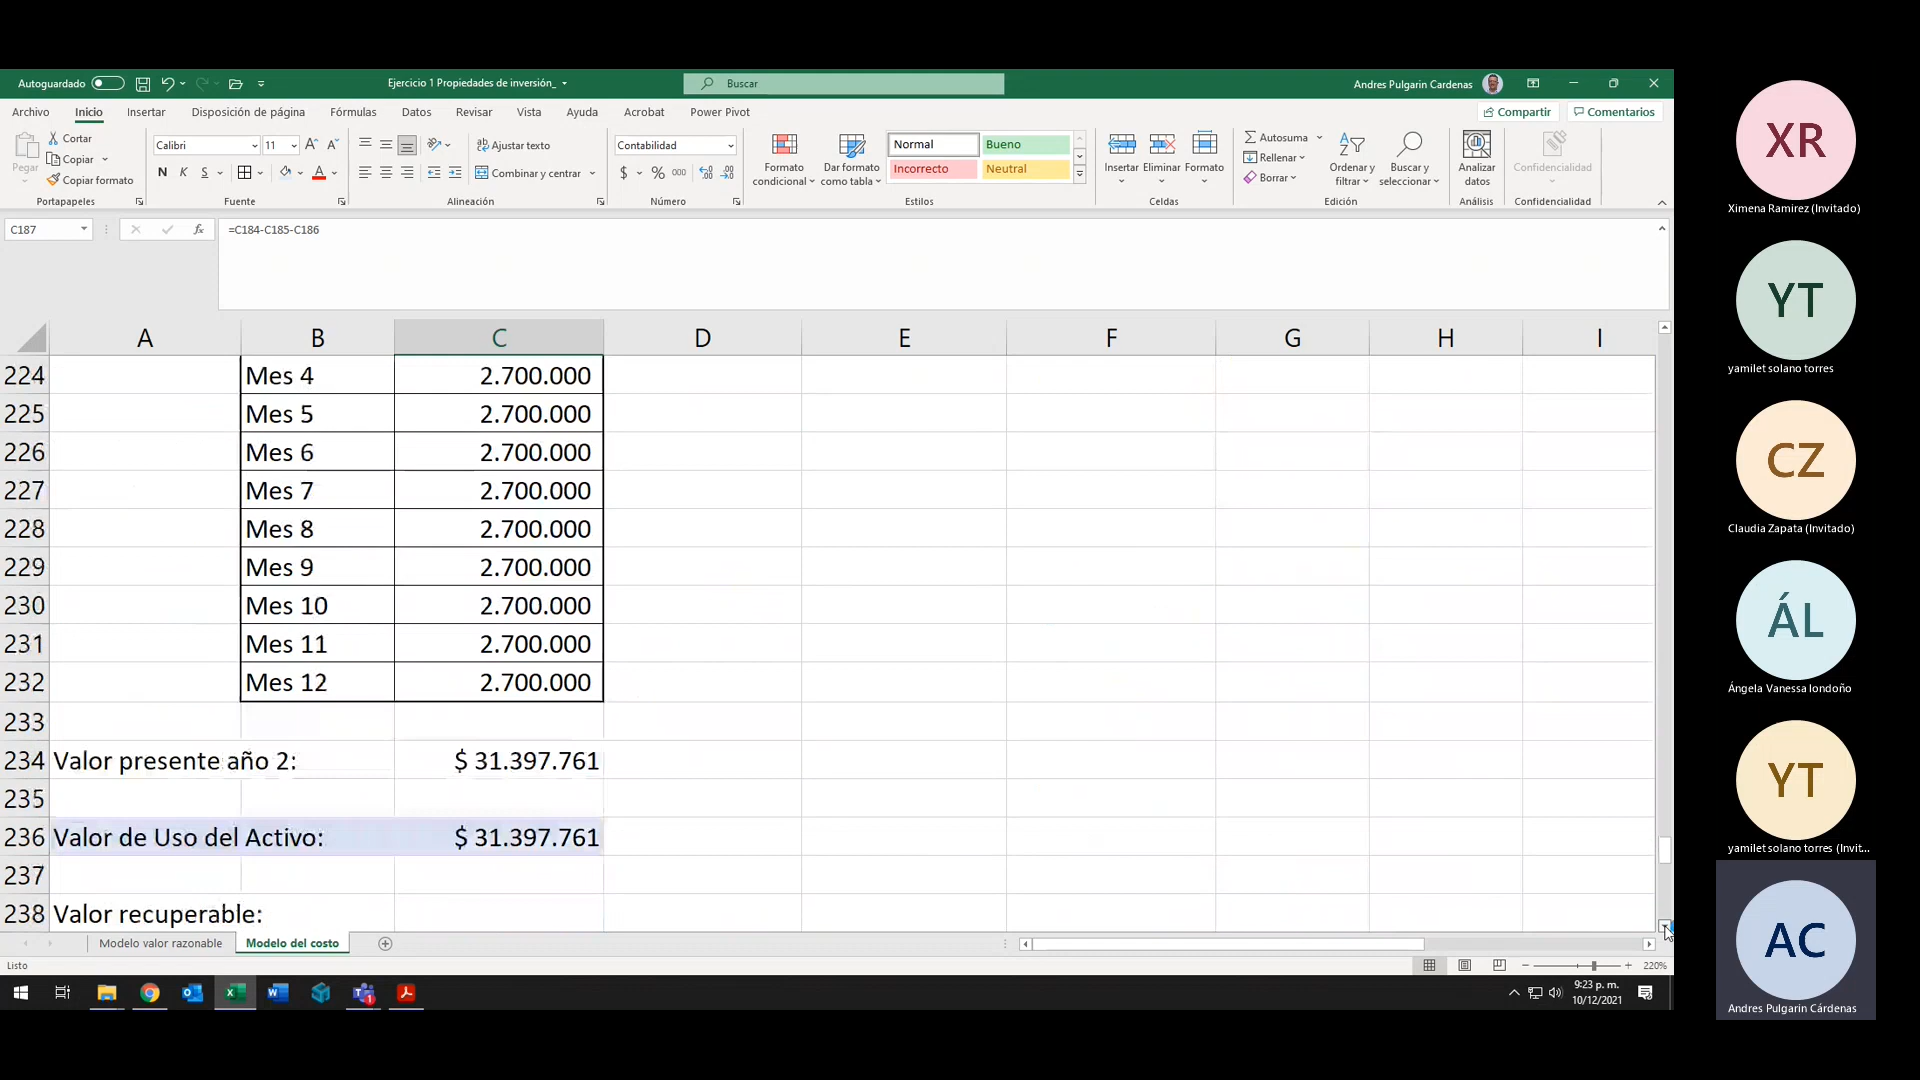 Autoguardado
Ejercicio 1 Propiedades de inversión_
Buscar
Andres Pulgarin Cardenas
Archivo Inicio Insertar Disposición de página Fórmulas Datos Revisar Vista Ayuda Acrobat Power Pivot
Compartir Comentarios
Pegar
Cortar
Copiar
Copiar formato
Portapapeles
Calibri 11
N K S
Fuente
Ajustar texto
Combinar y centrar
Alineación
Contabilidad
$ % 000
Número
Formato condicional
Dar formato como tabla
Normal Bueno
Incorrecto Neutral
Estilos
Insertar Eliminar Formato
Celdas
Autosuma
Rellenar
Borrar
Ordenar y filtrar
Buscar y seleccionar
Edición
Analizar datos
Análisis
Confidencialidad
Confidencialidad
C187 fx =C184-C185-C186
A B C D E F G H I
224 Mes 4 2.700.000
225 Mes 5 2.700.000
226 Mes 6 2.700.000
227 Mes 7 2.700.000
228 Mes 8 2.700.000
229 Mes 9 2.700.000
230 Mes 10 2.700.000
231 Mes 11 2.700.000
232 Mes 12 2.700.000
233
234 Valor presente año 2: $ 31.397.761
235
236 Valor de Uso del Activo: $ 31.397.761
237
238 Valor recuperable:
Modelo valor razonable Modelo del costo
Listo
220%
9:23 p. m.
10/12/2021
XR
Ximena Ramirez (Invitado)
YT
yamilet solano torres
CZ
Claudia Zapata (Invitado)
ÁL
Ángela Vanessa londoño
YT
yamilet solano torres (Invit...
AC
Andres Pulgarin Cárdenas